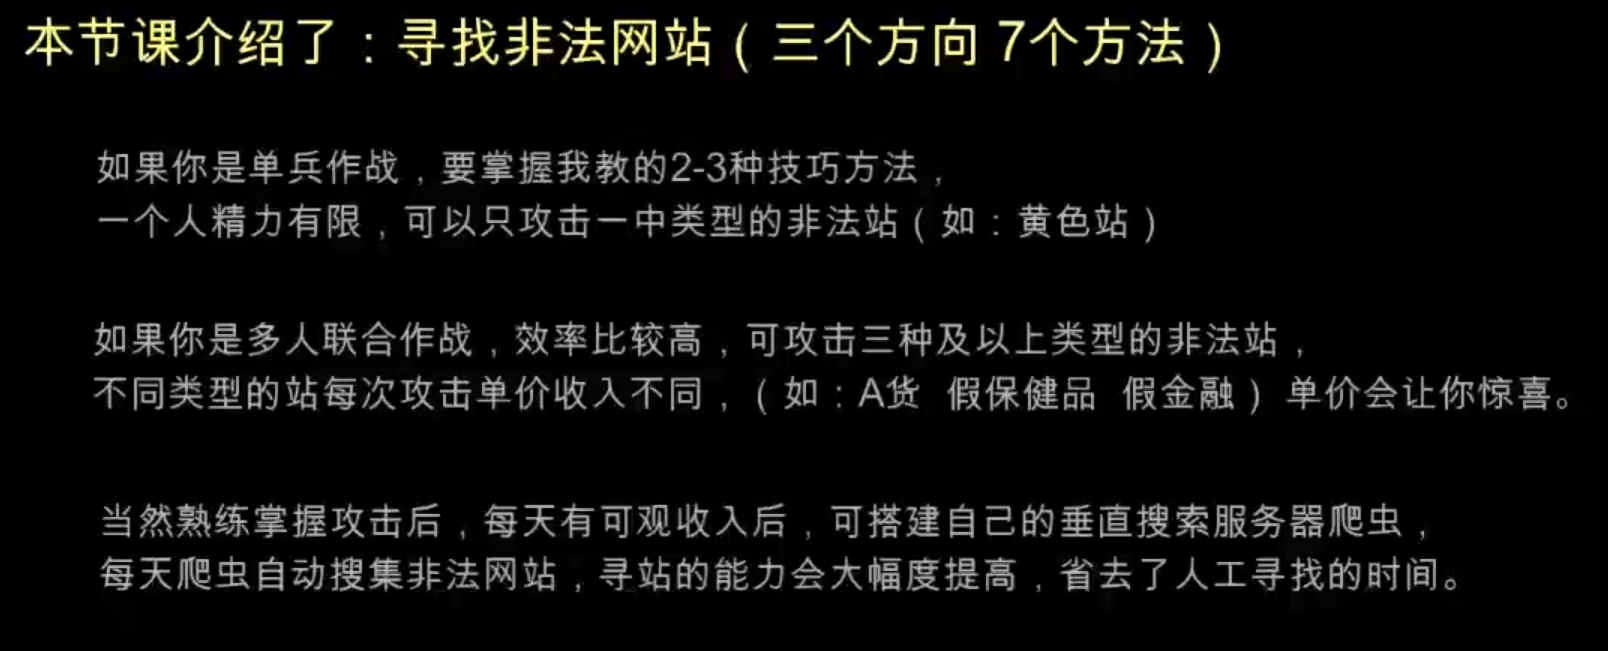 本节课介绍了：寻找非法网站（三个方向 7个方法）
如果你是单兵作战，要掌握我教的2-3种技巧方法，
一个人精力有限，可以只攻击一中类型的非法站（如：黄色站）
如果你是多人联合作战，效率比较高，可攻击三种及以上类型的非法站，
不同类型的站每次攻击单价收入不同，（如：A货 假保健品 假金融）单价会让你惊喜。
当然熟练掌握攻击后，每天有可观收入后，可搭建自己的垂直搜索服务器爬虫，
每天爬虫自动搜集非法网站，寻站的能力会大幅度提高，省去了人工寻找的时间。